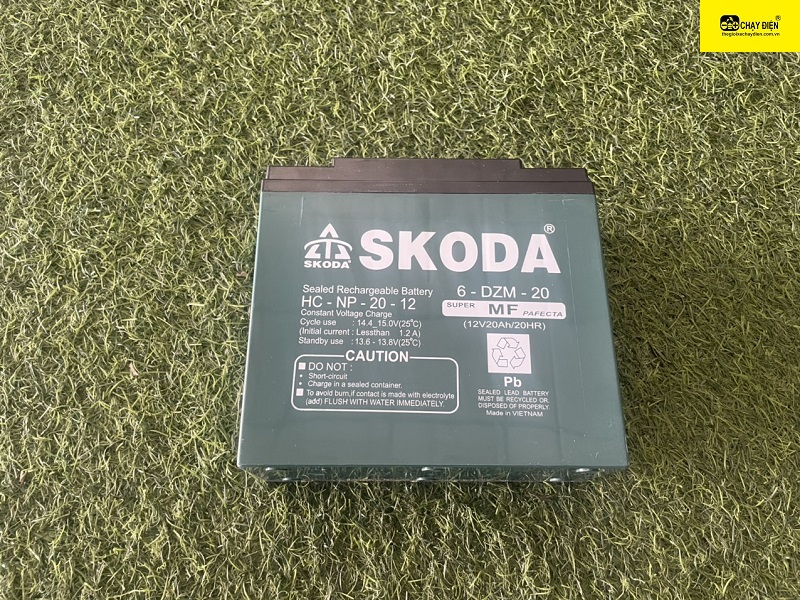 CHẠY ĐIỆN
thegioixechaydien.com.vn
SKODA®
SKODA
Sealed Rechargeable Battery
HC - NP - 20 - 12
Constant Voltage Charge
Cycle use : 14.4_15.0V(25°C)
(Initial current : Lessthan 1.2 A)
Standby use : 13.6 - 13.8V(25°C)
6 - DZM - 20
SUPER MF PAFECTA
(12V20Ah/20HR)
CAUTION
DO NOT :
• Short-circuit
• Charge in a sealed container.
To avoid burn,if contact is made with electrolyte
(add) FLUSH WITH WATER IMMEDIATELY.
Pb
SEALED LEAD BATTERY
MUST BE RECYCLED OR
DISPOSED OF PROPERLY
Made in VIETNAM